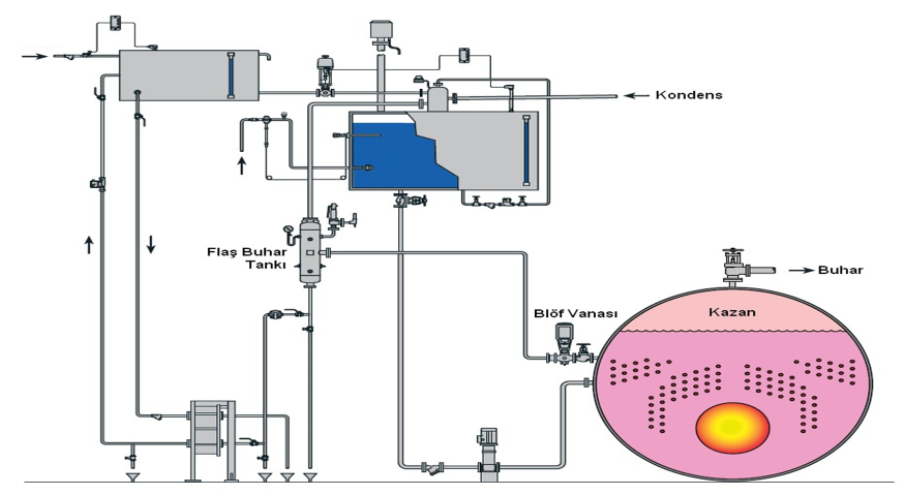 Kondens
Flaş Buhar
Tankı
Buhar
Blöf Vanası
Kazan